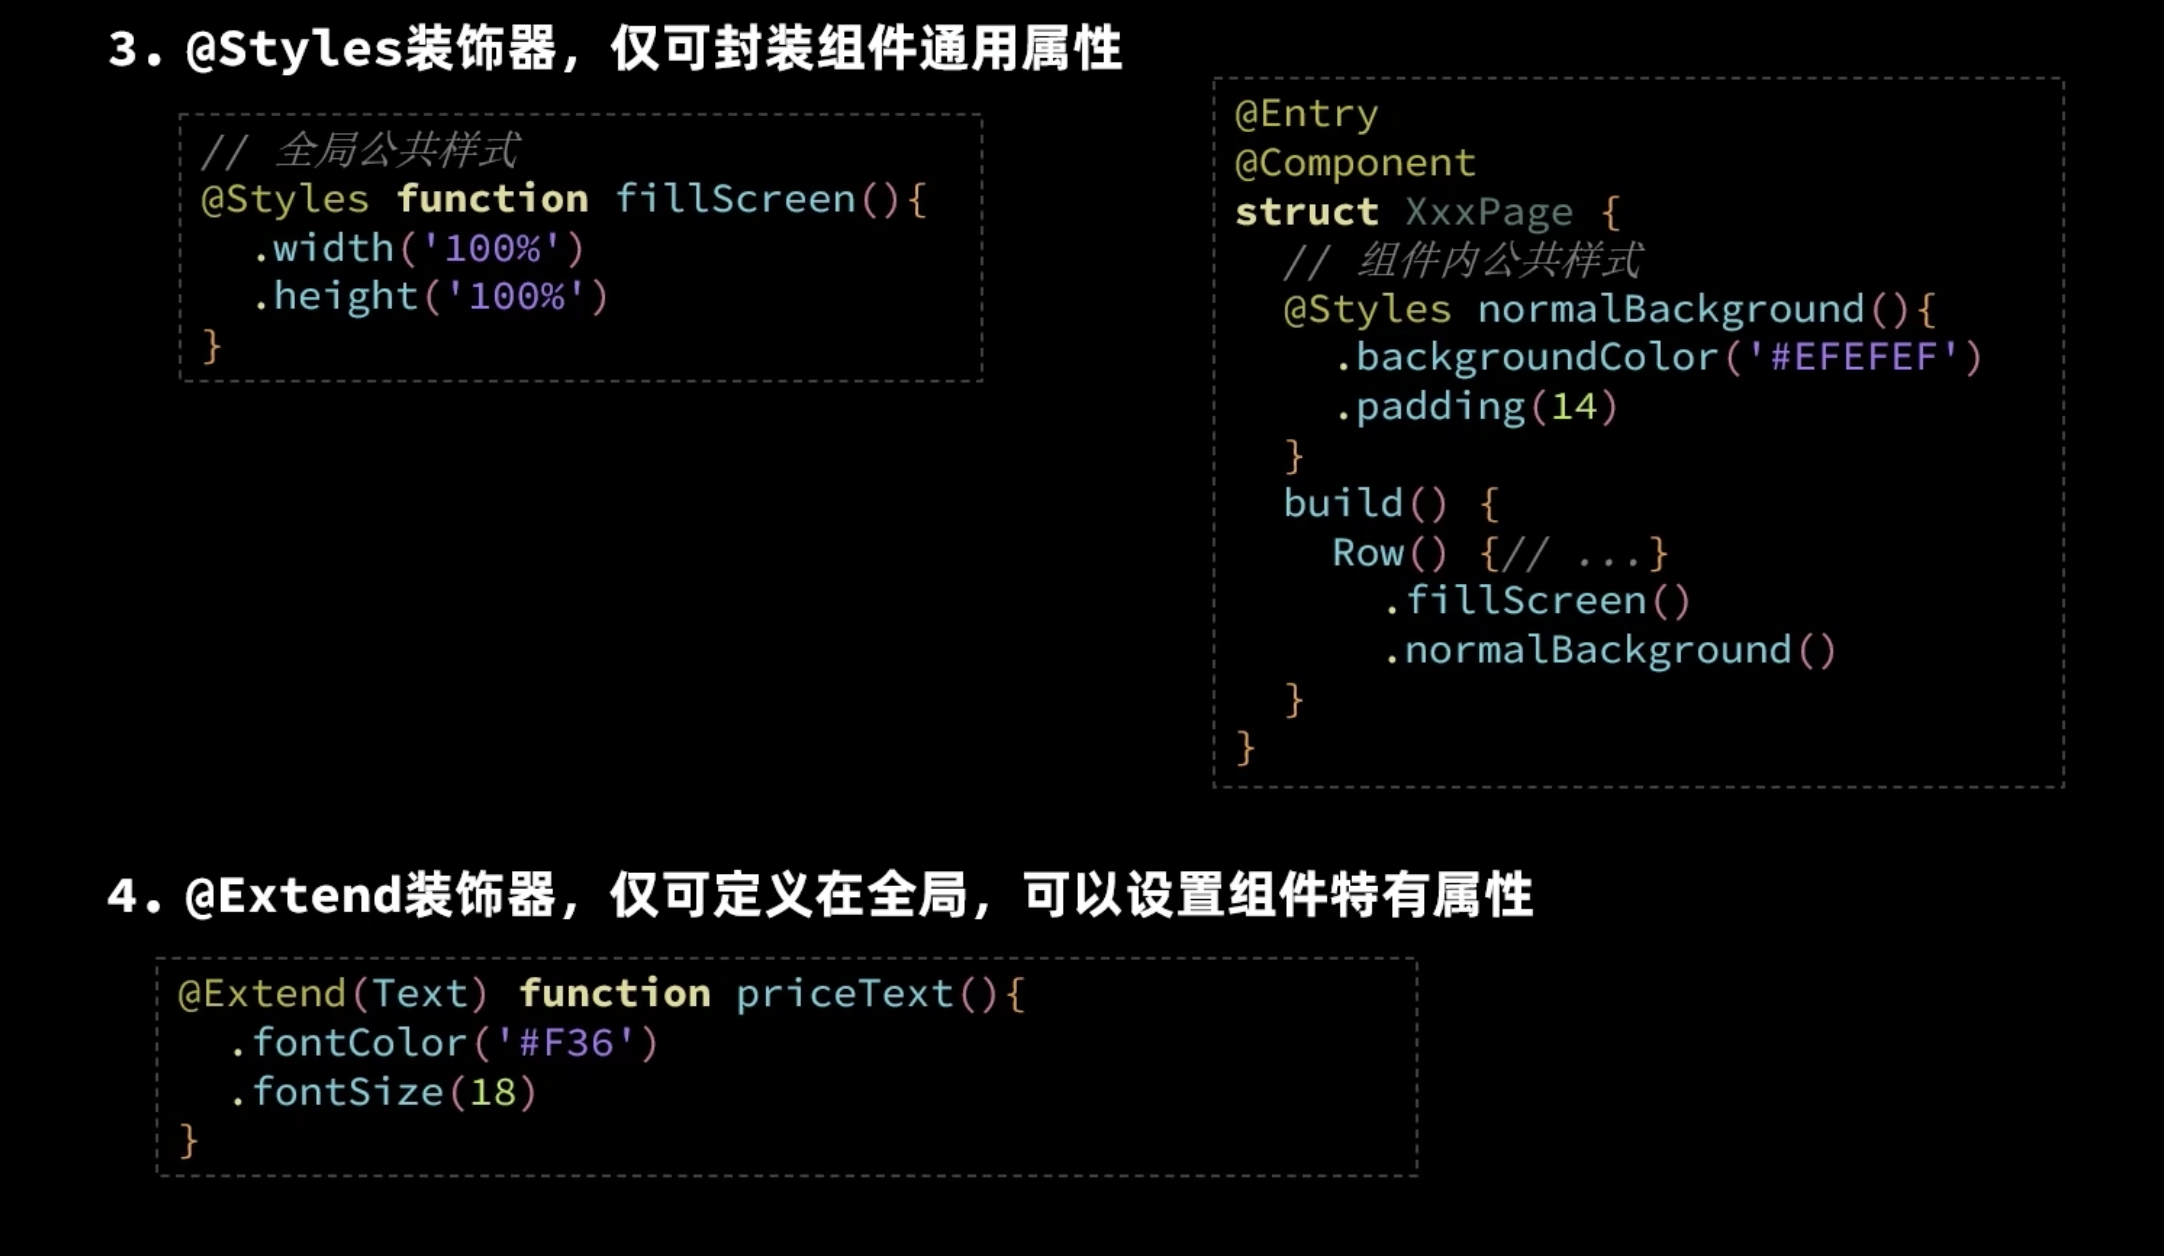 3. @Styles装饰器，仅可封装组件通用属性
// 全局公共样式
@Styles function fillScreen(){
.width('100%')
.height('100%')
}
@Entry
@Component
struct XxxPage {
// 组件内公共样式
@Styles normalBackground(){
.backgroundColor('#EFEFEF')
.padding(14)
}
build() {
Row() {// ...}
.fillScreen()
.normalBackground()
}
}
4. @Extend装饰器，仅可定义在全局，可以设置组件特有属性
@Extend(Text) function priceText(){
.fontColor('#F36')
.fontSize(18)
}